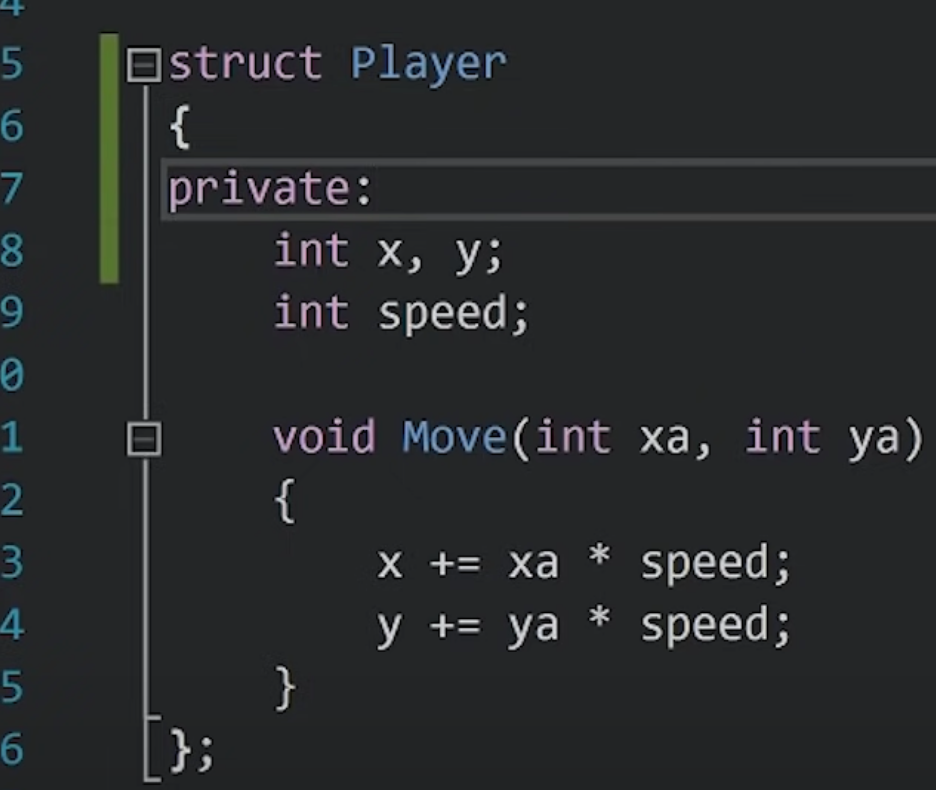 4
5 struct Player
6 {
7 private:
8 int x, y;
9 int speed;
0
1 void Move(int xa, int ya)
2 {
3 x += xa * speed;
4 y += ya * speed;
5 }
6 };